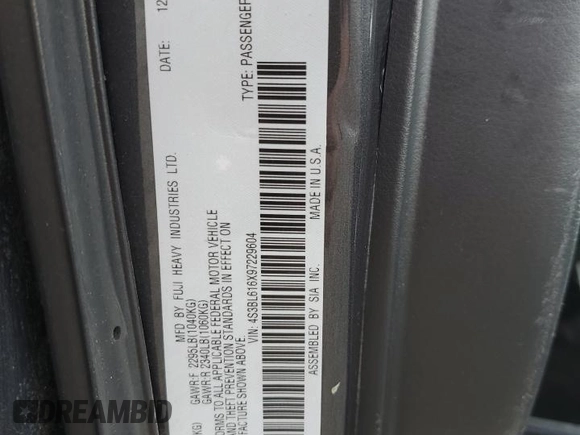 MFD BY FUJI HEAVY INDUSTRIES LTD. DATE: 12
KG) GAWR:F 2295LB(1040KG)
GAWR:R 2340LB(1060KG)
ORMS TO ALL APPLICABLE FEDERAL MOTOR VEHICLE
AND THEFT PREVENTION STANDARDS IN EFFECT ON
FACTURE SHOWN ABOVE.
VIN: 4S3BL616X97229604 TYPE: PASSENGER
ASSEMBLED BY SIA INC. MADE IN U.S.A.
DREAMBID